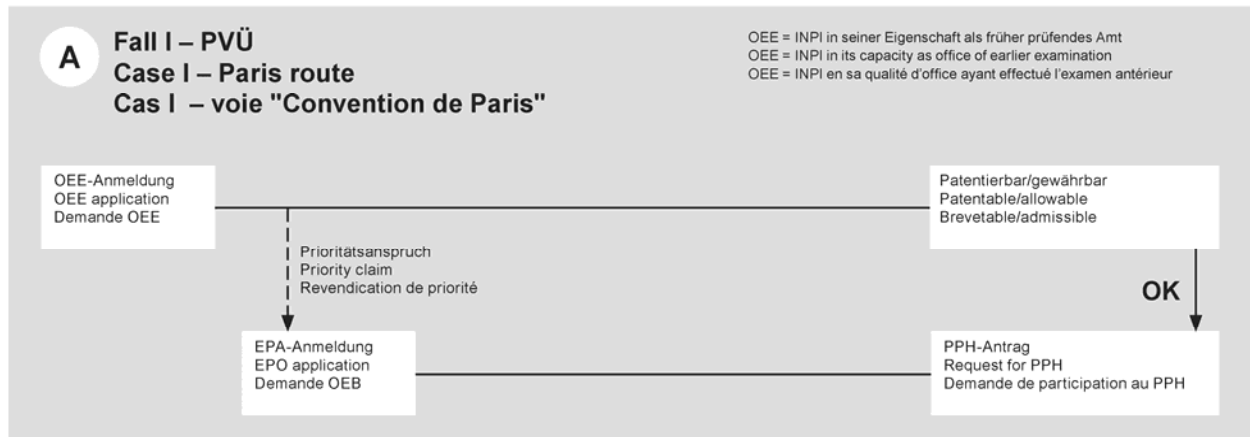 A
Fall I – PVÜ
Case I – Paris route
Cas I – voie "Convention de Paris"
OEE = INPI in seiner Eigenschaft als früher prüfendes Amt
OEE = INPI in its capacity as office of earlier examination
OEE = INPI en sa qualité d'office ayant effectué l'examen antérieur
OEE-Anmeldung
OEE application
Demande OEE
Patentierbar/gewährbar
Patentable/allowable
Brevetable/admissible
Prioritätsanspruch
Priority claim
Revendication de priorité
OK
EPA-Anmeldung
EPO application
Demande OEB
PPH-Antrag
Request for PPH
Demande de participation au PPH